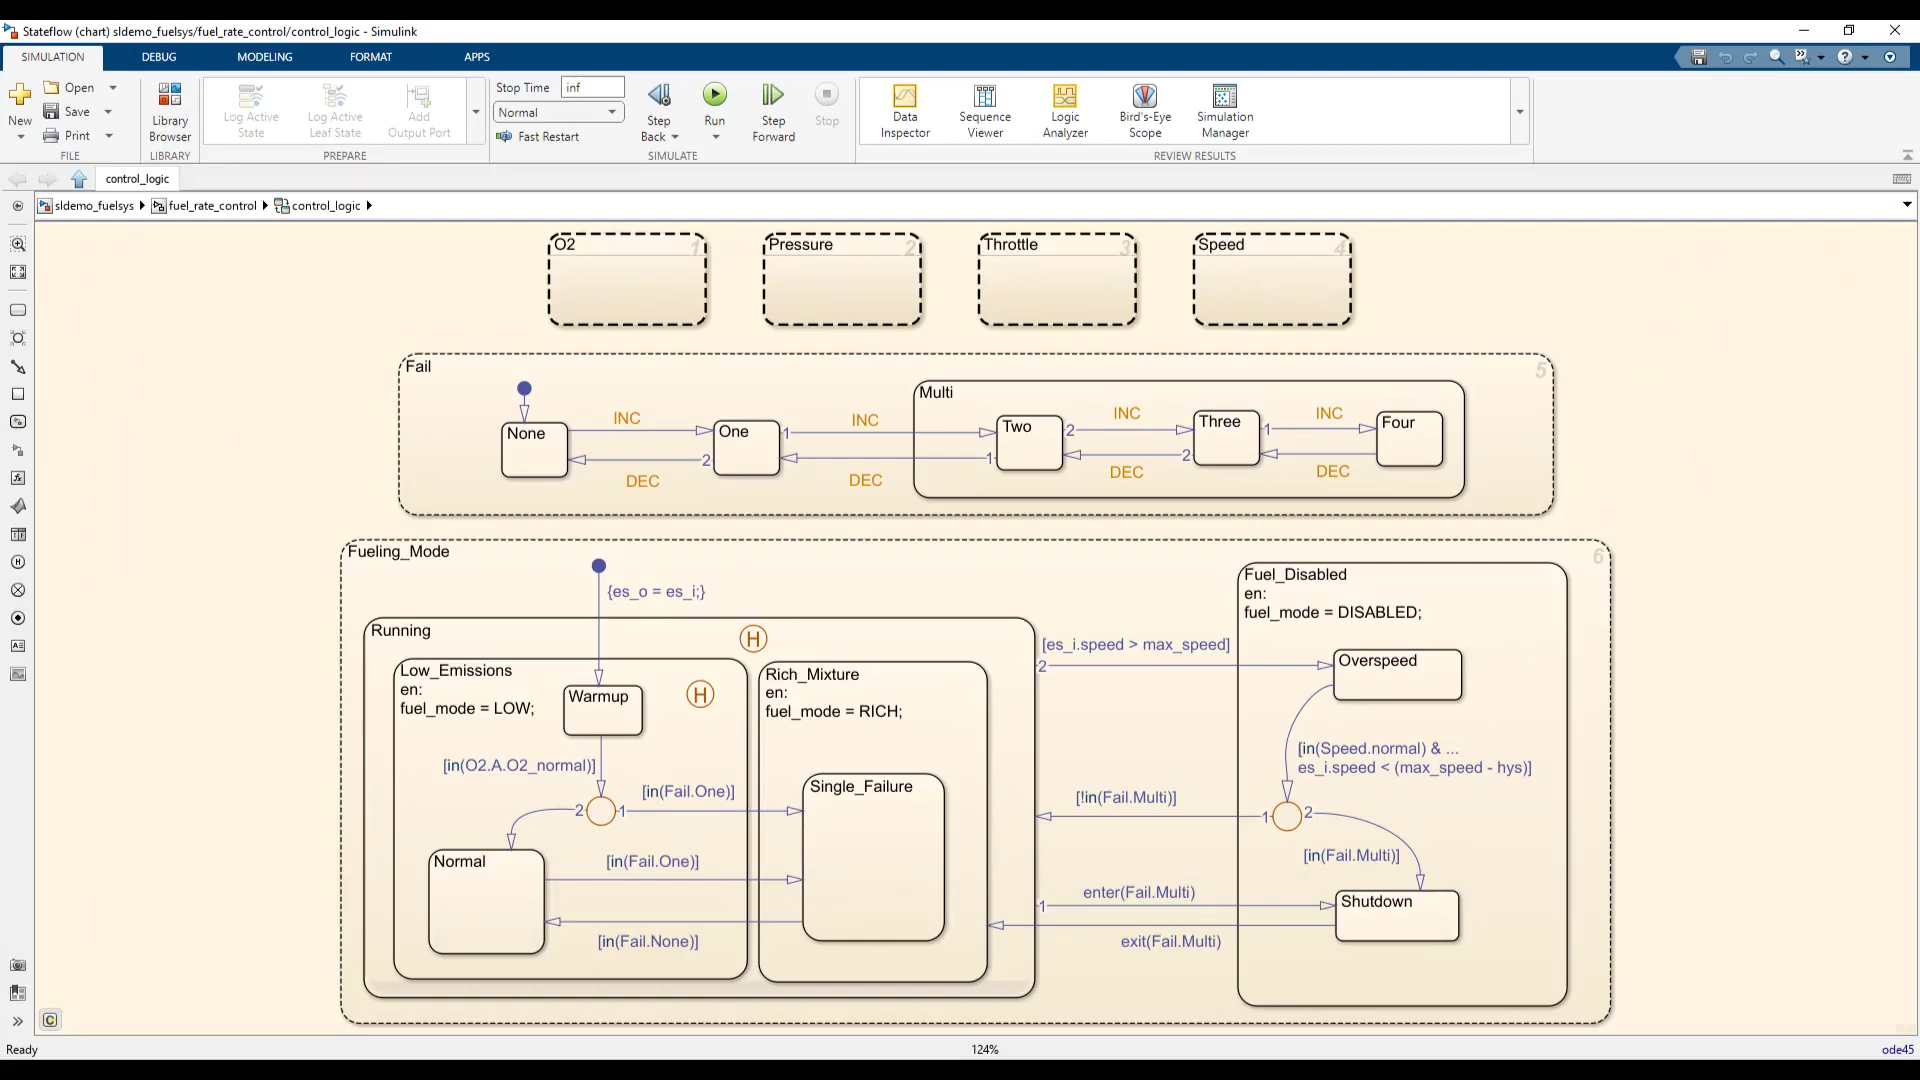 Stateflow (chart) sldemo_fuelsys/fuel_rate_control/control_logic - Simulink
SIMULATION DEBUG MODELING FORMAT APPS
New
Open
Save
Print
FILE
Library Browser
LIBRARY
Log Active State
Log Active Leaf State
Add Output Port
PREPARE
Stop Time inf
Normal
Fast Restart
Step Back
Run
Step Forward
Stop
SIMULATE
Data Inspector
Sequence Viewer
Logic Analyzer
Bird's-Eye Scope
Simulation Manager
REVIEW RESULTS
control_logic
sldemo_fuelsys fuel_rate_control control_logic
O2 1
Pressure 2
Throttle 3
Speed 4
Fail 5
None
INC
DEC
2
One
1
INC
DEC
Multi
1
Two
2
INC
DEC
2
Three
1
INC
DEC
Four
Fueling_Mode 6
{es_o = es_i;}
Running
H
Low_Emissions
en:
fuel_mode = LOW;
Warmup
H
[in(O2.A.O2_normal)]
2 1
[in(Fail.One)]
Normal
[in(Fail.One)]
[in(Fail.None)]
Rich_Mixture
en:
fuel_mode = RICH;
Single_Failure
[es_i.speed > max_speed]
2
[!in(Fail.Multi)]
1 2
enter(Fail.Multi)
1
exit(Fail.Multi)
Fuel_Disabled
en:
fuel_mode = DISABLED;
Overspeed
[in(Speed.normal) & ...
es_i.speed < (max_speed - hys)]
[in(Fail.Multi)]
Shutdown
Ready 124% ode45